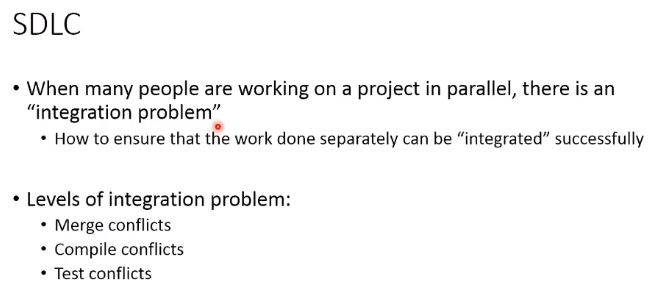 SDLC
• When many people are working on a project in parallel, there is an
“integration problem”
• How to ensure that the work done separately can be “integrated” successfully
• Levels of integration problem:
• Merge conflicts
• Compile conflicts
• Test conflicts